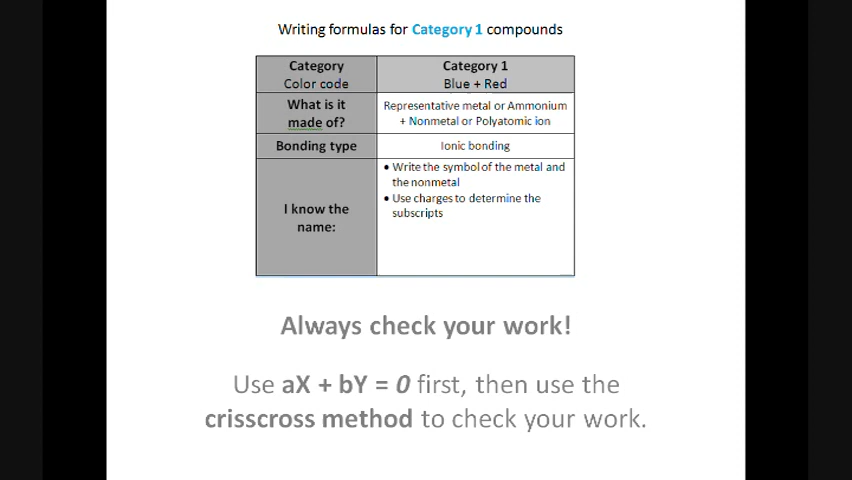 Writing formulas for Category 1 compounds
Category
Color code
Category 1
Blue + Red
What is it
made of?
Representative metal or Ammonium
+ Nonmetal or Polyatomic ion
Bonding type
Ionic bonding
I know the
name:
• Write the symbol of the metal and
the nonmetal
• Use charges to determine the
subscripts
Always check your work!
Use aX + bY = 0 first, then use the
crisscross method to check your work.